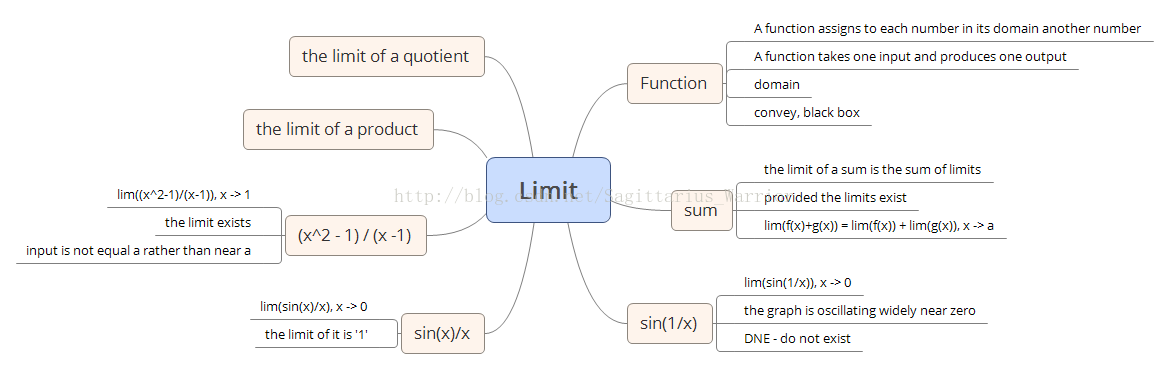 Limit
Function
A function assigns to each number in its domain another number
A function takes one input and produces one output
domain
convey, black box
sum
the limit of a sum is the sum of limits
provided the limits exist
lim(f(x)+g(x)) = lim(f(x)) + lim(g(x)), x -> a
sin(1/x)
lim(sin(1/x)), x -> 0
the graph is oscillating widely near zero
DNE - do not exist
the limit of a quotient
the limit of a product
(x^2 - 1) / (x -1)
lim((x^2-1)/(x-1)), x -> 1
the limit exists
input is not equal a rather than near a
sin(x)/x
lim(sin(x)/x), x -> 0
the limit of it is '1'
http://blog.csdn.net/Sagittarius_Warrior